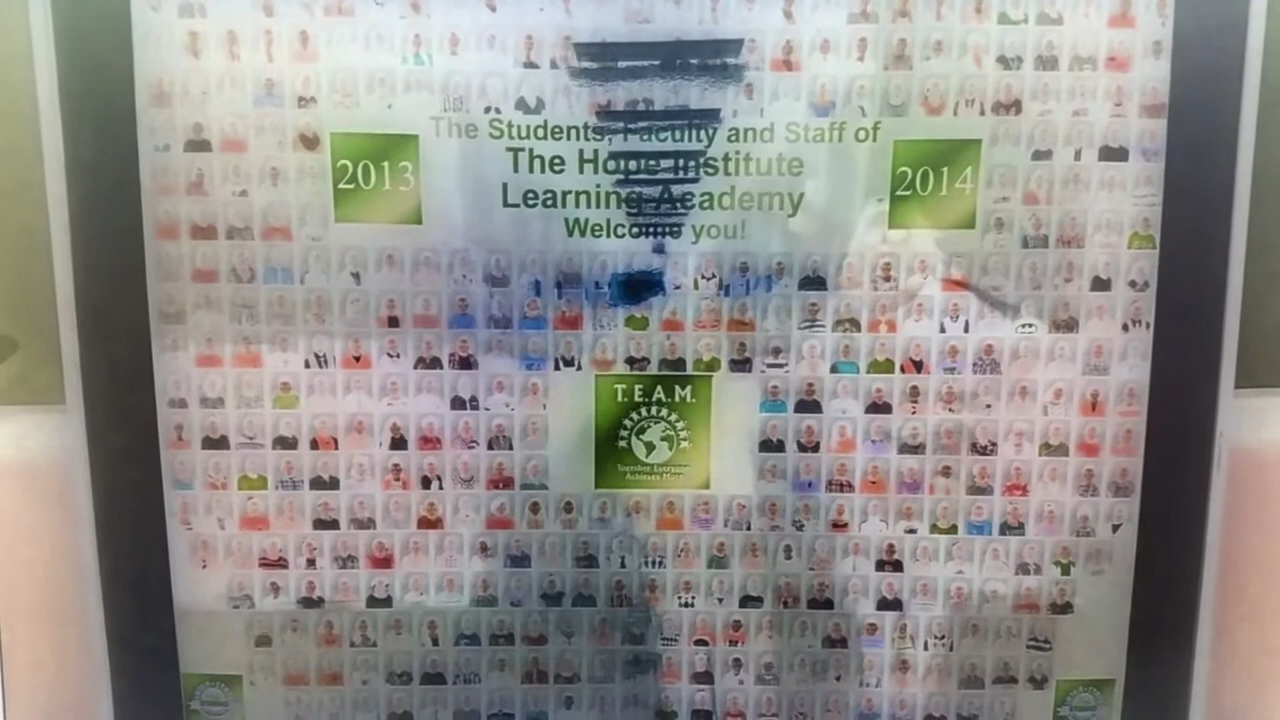 The Students, Faculty and Staff of
2013
The Hope Institute
2014
Learning Academy
Welcome you!
T.E.A.M.
Together Everyone
Achieves More